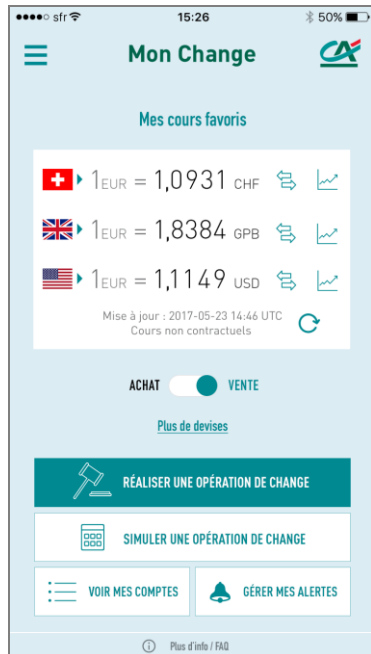 sfr 15:26 50%
Mon Change
Mes cours favoris
1EUR = 1,0931 CHF
1EUR = 1,8384 GPB
1EUR = 1,1149 USD
Mise à jour : 2017-05-23 14:46 UTC
Cours non contractuels
ACHAT VENTE
Plus de devises
RÉALISER UNE OPÉRATION DE CHANGE
SIMULER UNE OPÉRATION DE CHANGE
VOIR MES COMPTES GÉRER MES ALERTES
Plus d'info / FAQ